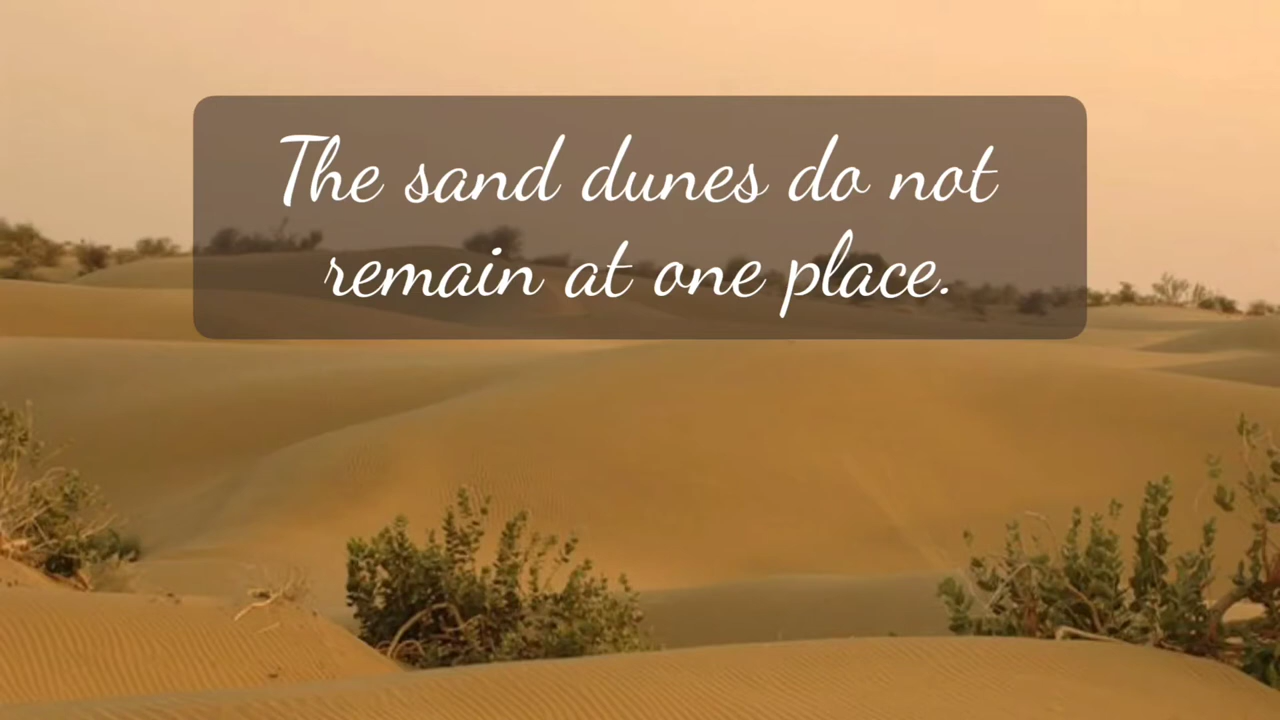 The sand dunes do not
remain at one place.